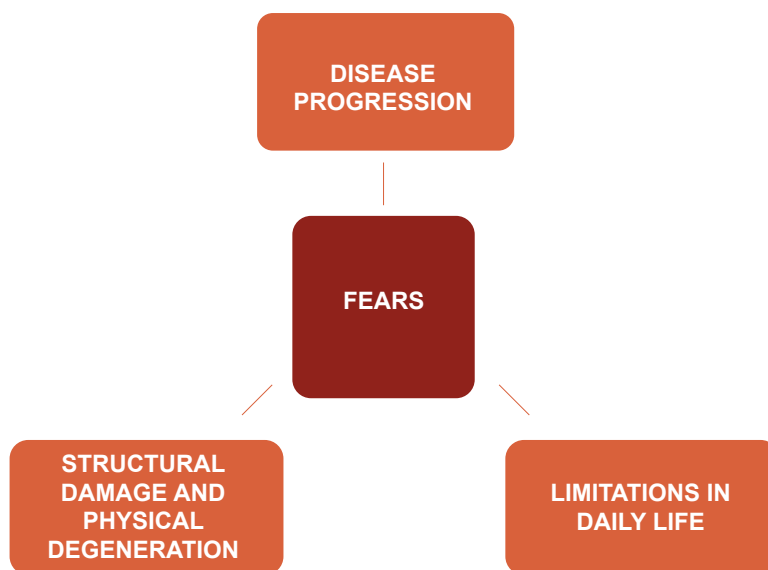 DISEASE
PROGRESSION
FEARS
STRUCTURAL
DAMAGE AND
PHYSICAL
DEGENERATION
LIMITATIONS IN
DAILY LIFE